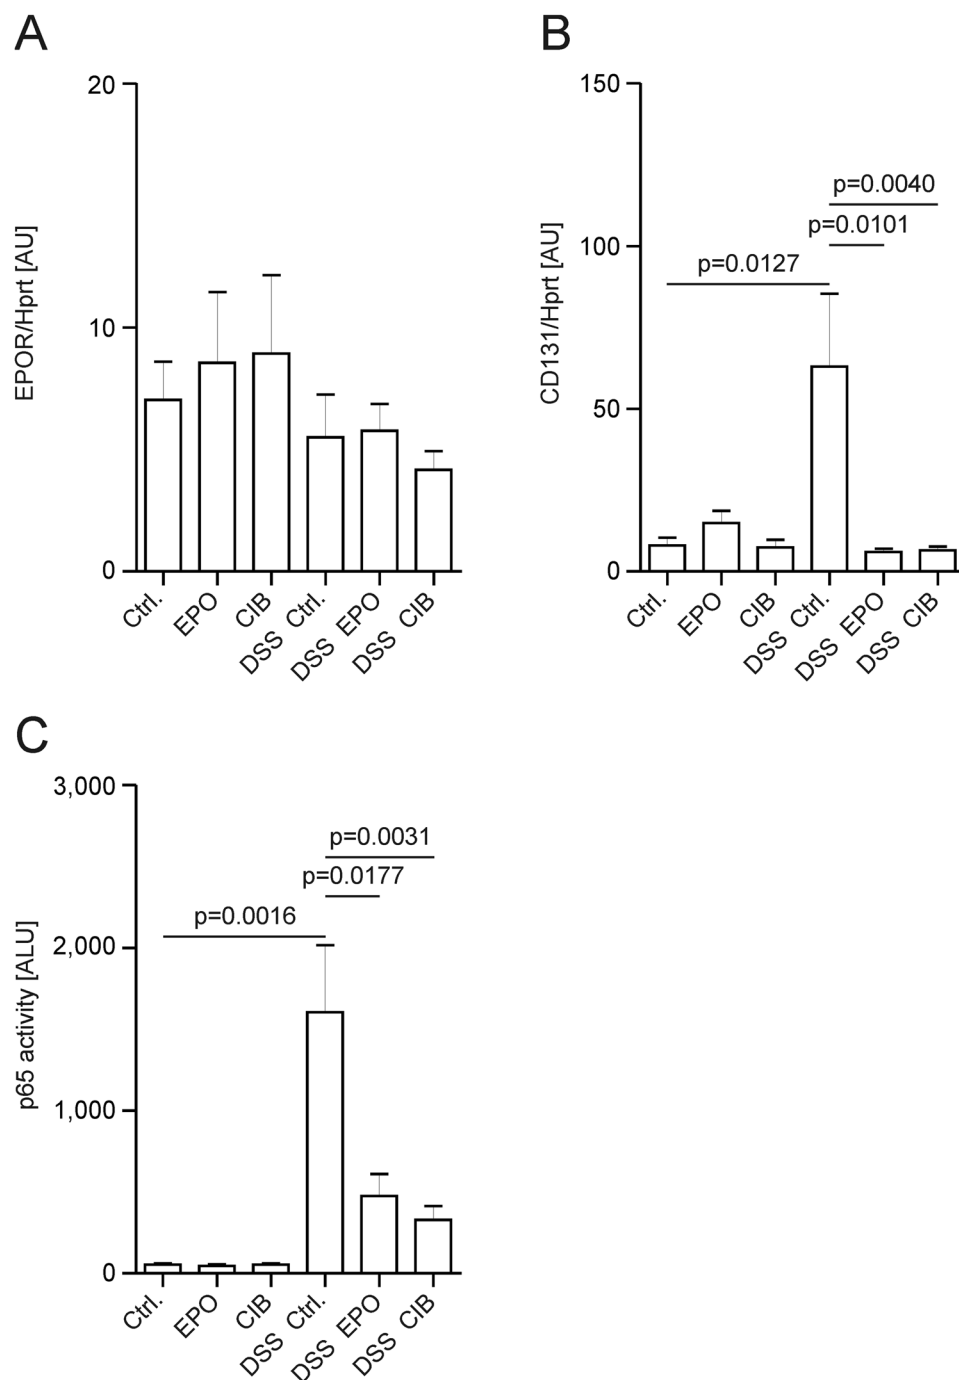 A
EPOR/Hprt [AU]
20
10
0
Ctrl.
EPO
CIB
DSS Ctrl.
DSS EPO
DSS CIB
B
CD131/Hprt [AU]
150
100
50
0
p=0.0040
p=0.0101
p=0.0127
Ctrl.
EPO
CIB
DSS Ctrl.
DSS EPO
DSS CIB
C
p65 activity [ALU]
3,000
2,000
1,000
0
p=0.0031
p=0.0177
p=0.0016
Ctrl.
EPO
CIB
DSS Ctrl.
DSS EPO
DSS CIB